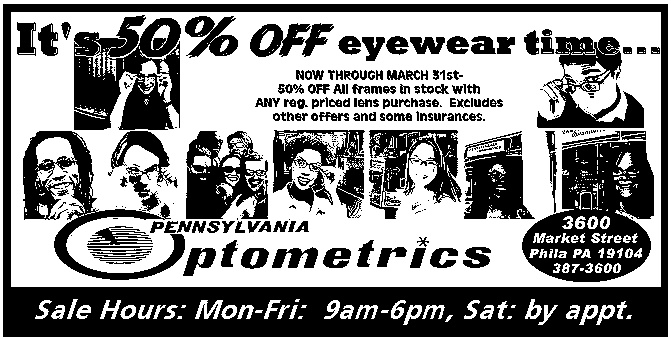 It's 50% OFF eyewear time...
NOW THROUGH MARCH 31st-
50% OFF All frames in stock with
ANY reg. priced lens purchase. Excludes
other offers and some insurances.
PENNSYLVANIA
Optometrics
3600
Market Street
Phila PA 19104
387-3600
Sale Hours: Mon-Fri: 9am-6pm, Sat: by appt.